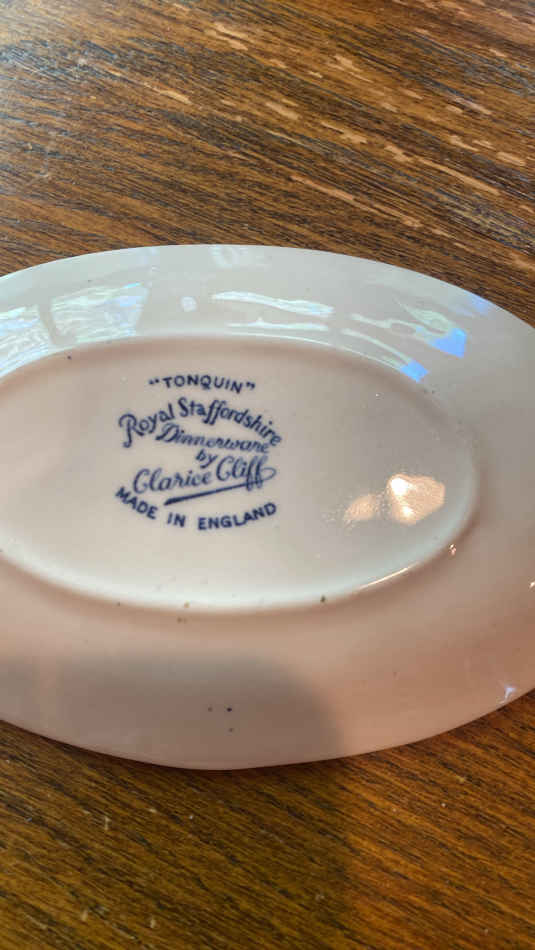 "TONQUIN"
Royal Staffordshire
Dinnerware
by
Clarice Cliff
MADE IN ENGLAND